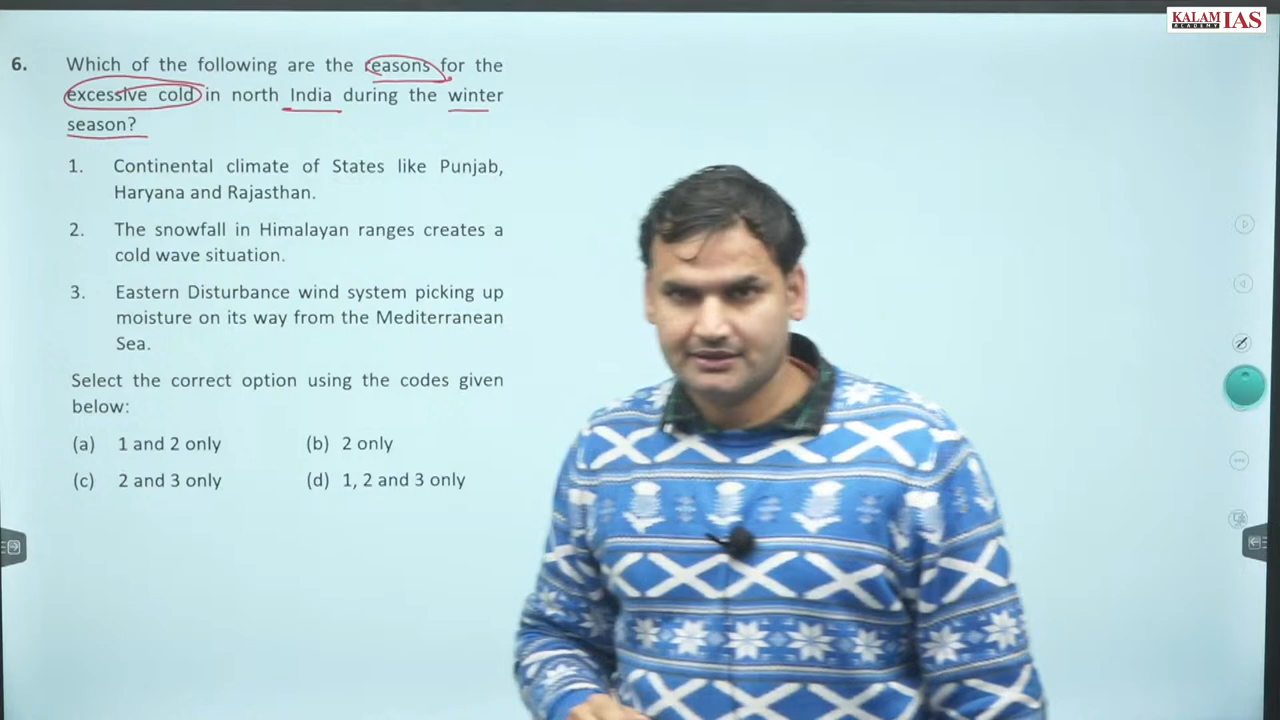 KALAM IAS
ACADEMY
6. Which of the following are the reasons for the
excessive cold in north India during the winter
season?
1. Continental climate of States like Punjab,
Haryana and Rajasthan.
2. The snowfall in Himalayan ranges creates a
cold wave situation.
3. Eastern Disturbance wind system picking up
moisture on its way from the Mediterranean
Sea.
Select the correct option using the codes given
below:
(a) 1 and 2 only (b) 2 only
(c) 2 and 3 only (d) 1, 2 and 3 only